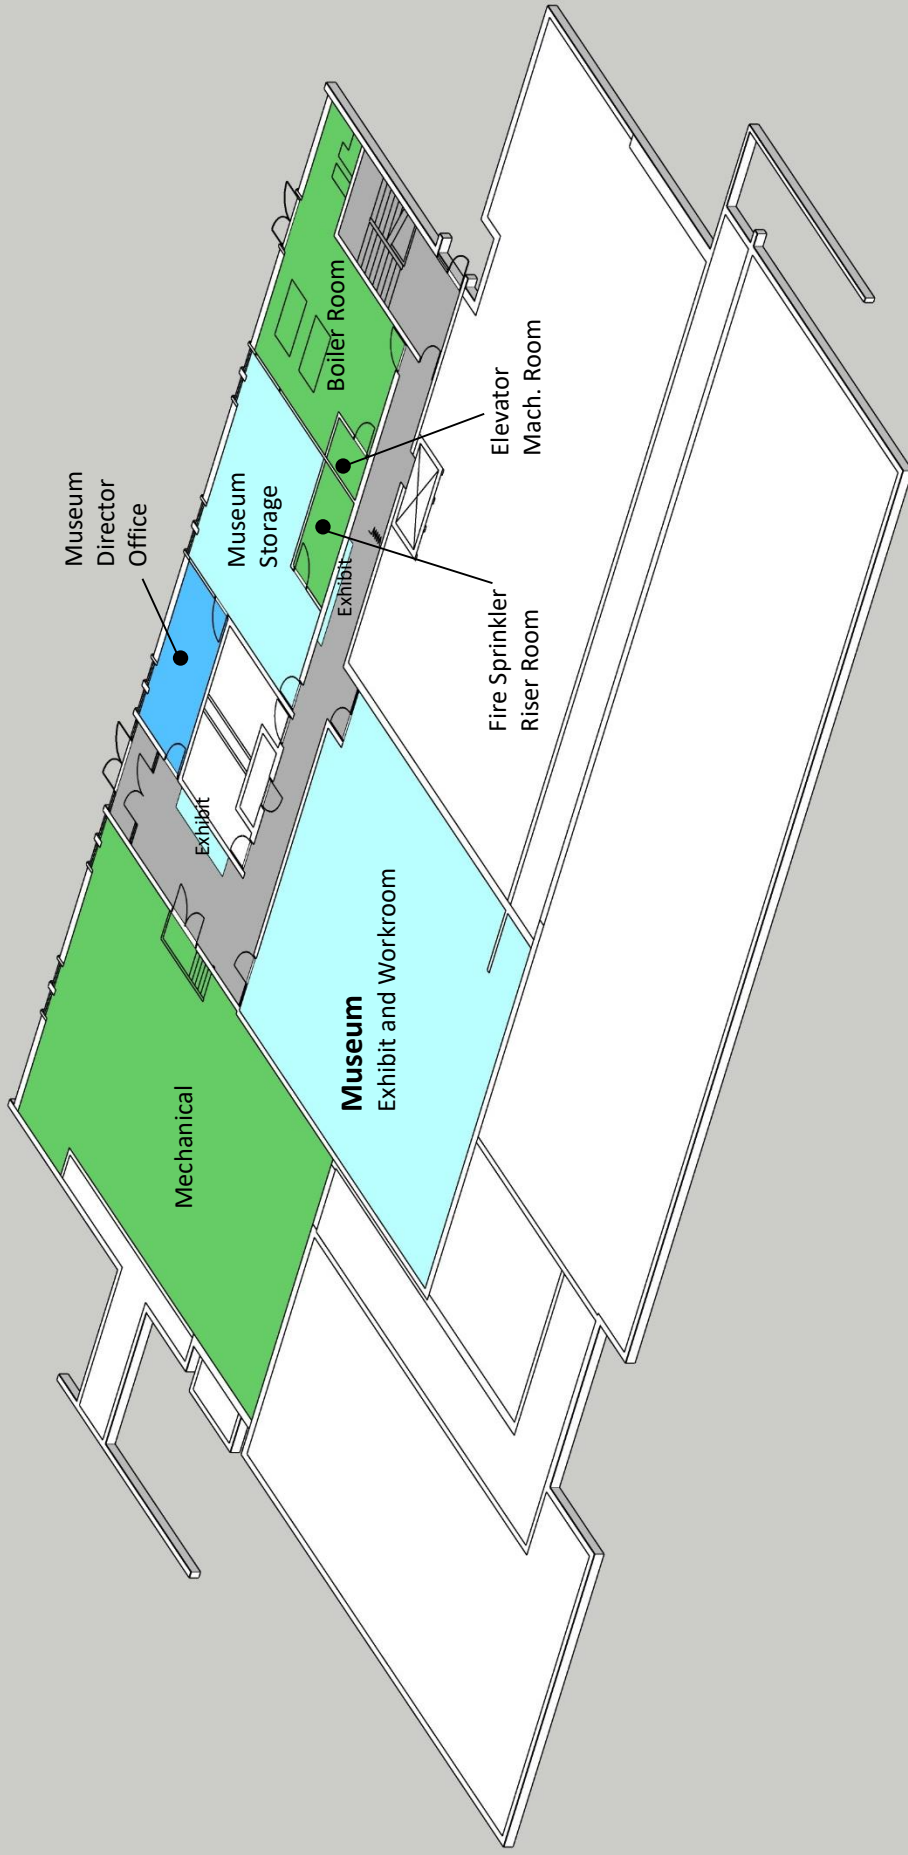 Museum
Director
Office
Museum
Storage
Boiler Room
Elevator
Mach. Room
Fire Sprinkler
Riser Room
Exhibit
Exhibit
Mechanical
Museum
Exhibit and Workroom